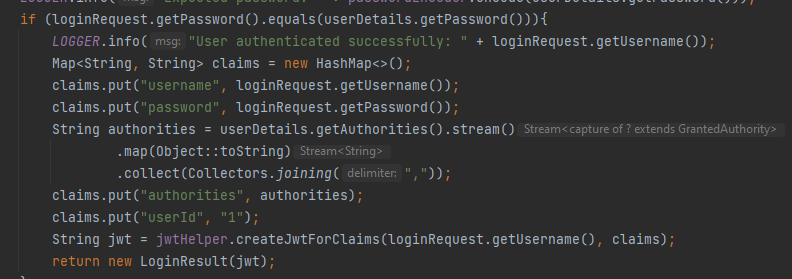 if (loginRequest.getPassword().equals(userDetails.getPassword())){
LOGGER.info( msg: "User authenticated successfully: " + loginRequest.getUsername());
Map<String, String> claims = new HashMap<>();
claims.put("username", loginRequest.getUsername());
claims.put("password", loginRequest.getPassword());
String authorities = userDetails.getAuthorities().stream() Stream<capture of ? extends GrantedAuthority>
.map(Object::toString) Stream<String>
.collect(Collectors.joining( delimiter: ","));
claims.put("authorities", authorities);
claims.put("userId", "1");
String jwt = jwtHelper.createJwtForClaims(loginRequest.getUsername(), claims);
return new LoginResult(jwt);